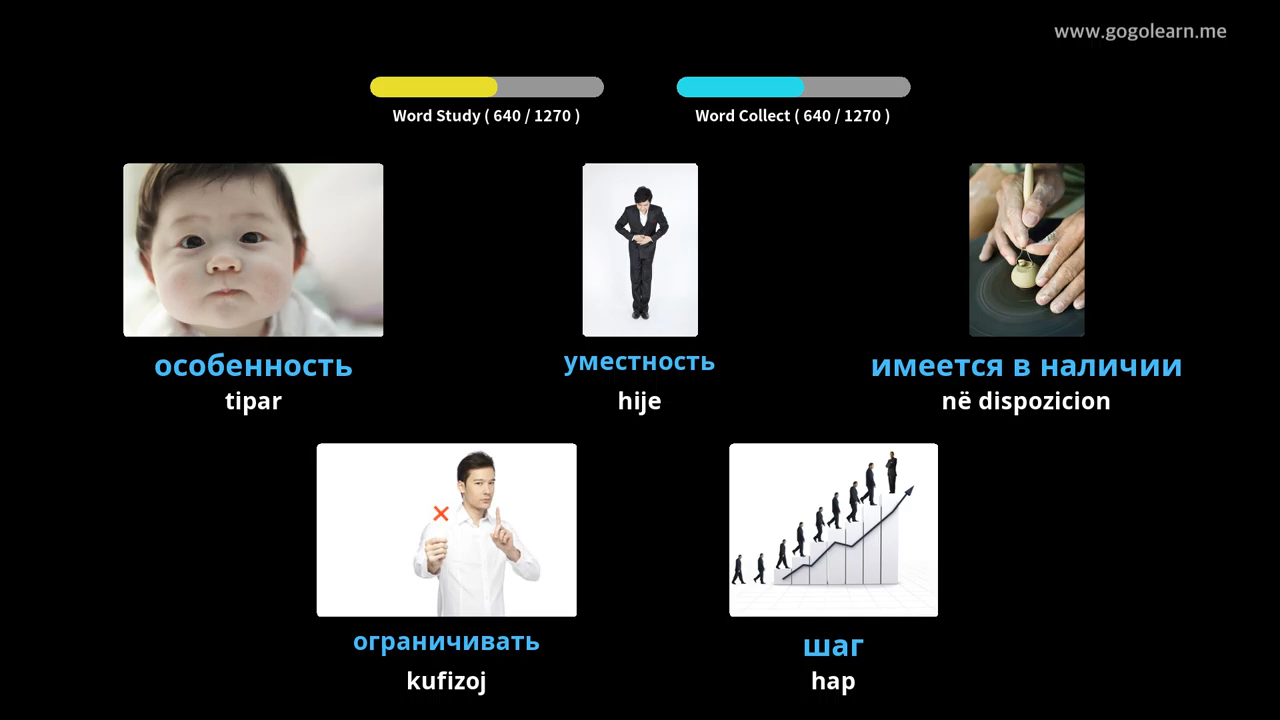 www.gogolearn.me
Word Study ( 640 / 1270 )
Word Collect ( 640 / 1270 )
особенность
tipar
уместность
hije
имеется в наличии
në dispozicion
ограничивать
kufizoj
шаг
hap